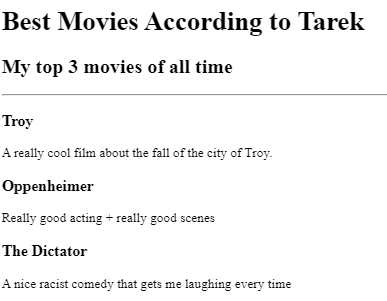 Best Movies According to Tarek
My top 3 movies of all time
Troy
A really cool film about the fall of the city of Troy.
Oppenheimer
Really good acting + really good scenes
The Dictator
A nice racist comedy that gets me laughing every time